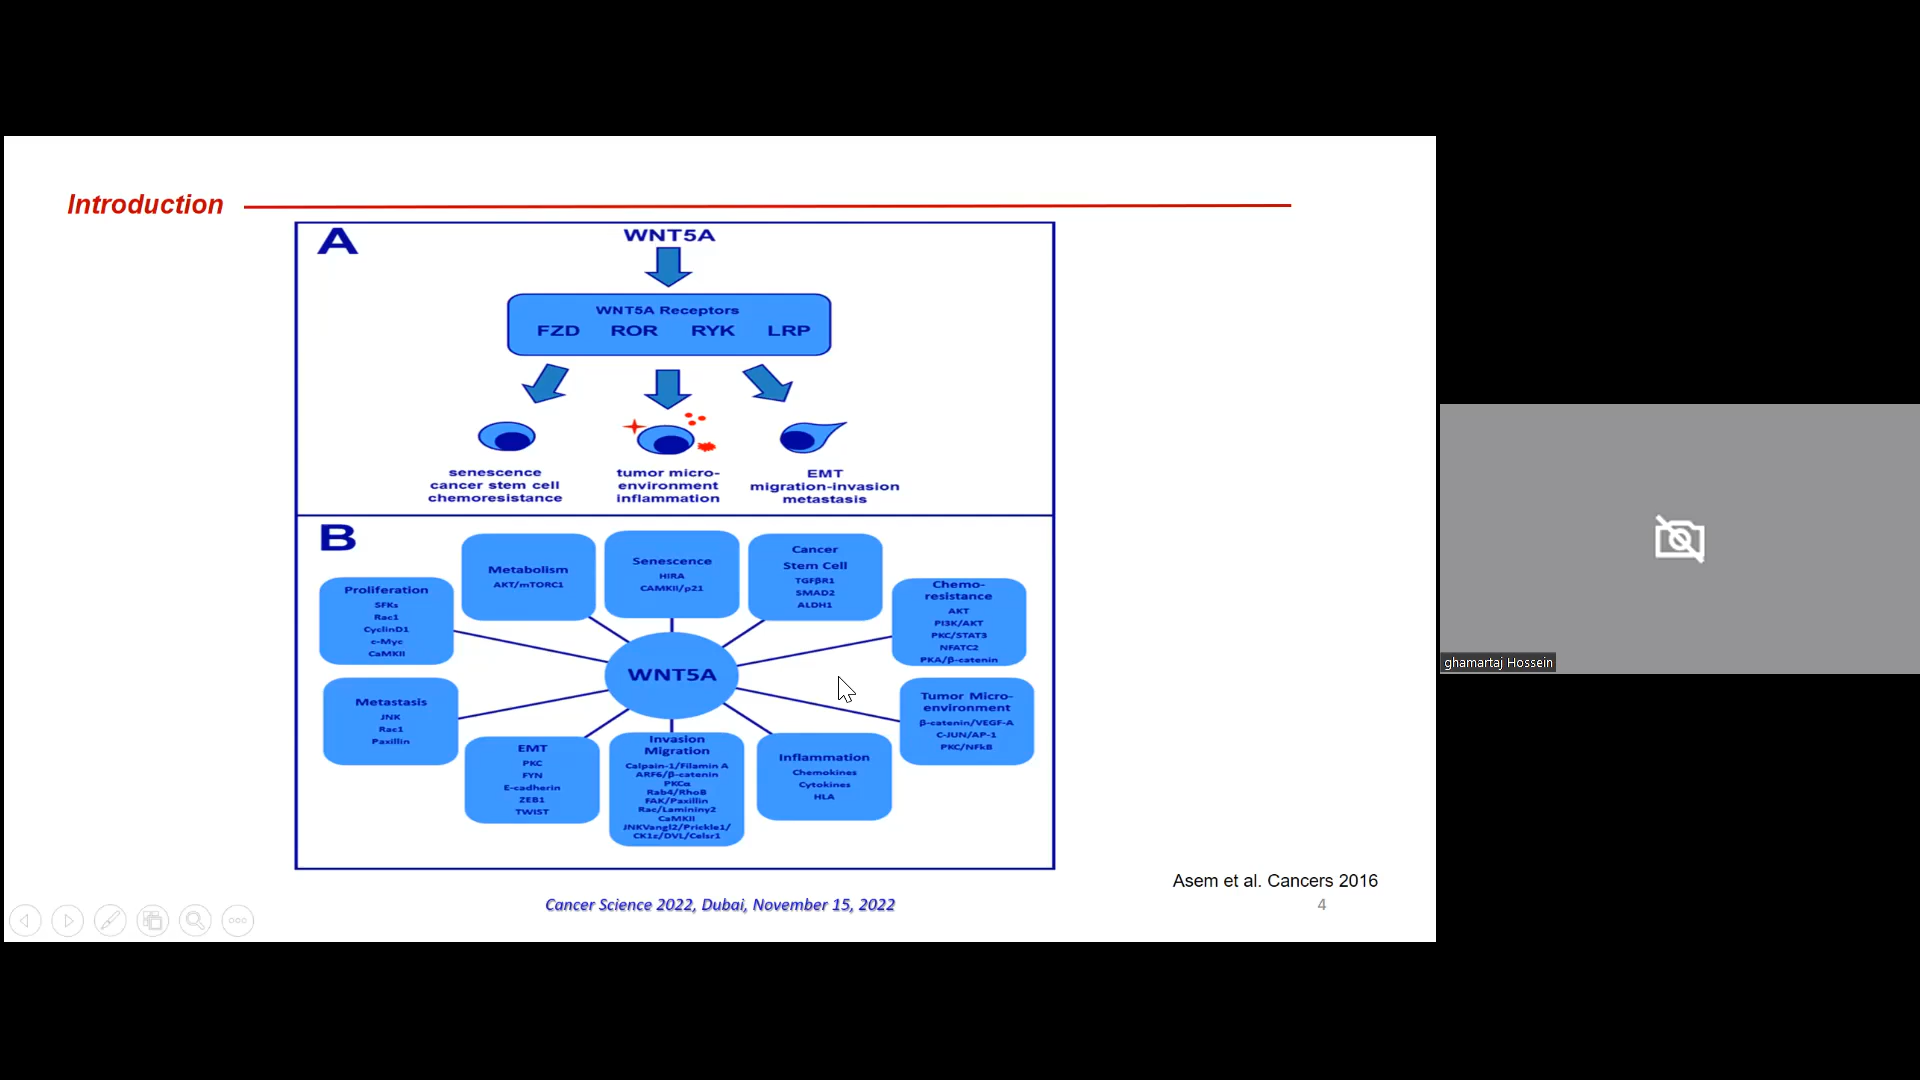 Introduction
A
WNT5A
WNT5A Receptors
FZD ROR RYK LRP
senescence
cancer stem cell
chemoresistance
tumor micro-
environment
inflammation
EMT
migration-invasion
metastasis
B
Proliferation
SFKs
Rac1
CyclinD1
c-Myc
CaMKII
Metabolism
AKT/mTORC1
Senescence
HIRA
CAMKII/p21
Cancer
Stem Cell
TGFβR1
SMAD2
ALDH1
Chemo-
resistance
AKT
PI3K/AKT
PKC/STAT3
NFATC2
PKA/β-catenin
WNT5A
Metastasis
JNK
Rac1
Paxillin
EMT
PKC
FYN
E-cadherin
ZEB1
TWIST
Invasion
Migration
Calpain-1/Filamin A
ARF6/β-catenin
PKCα
Rab4/RhoB
FAK/Paxillin
Rac/Lamininγ2
CaMKII
JNKVangl2/Prickle1/
CK1ε/DVL/Celsr1
Inflammation
Chemokines
Cytokines
HLA
Tumor Micro-
environment
β-catenin/VEGF-A
C-JUN/AP-1
PKC/NFkB
Asem et al. Cancers 2016
Cancer Science 2022, Dubai, November 15, 2022
4
ghamartaj Hossein